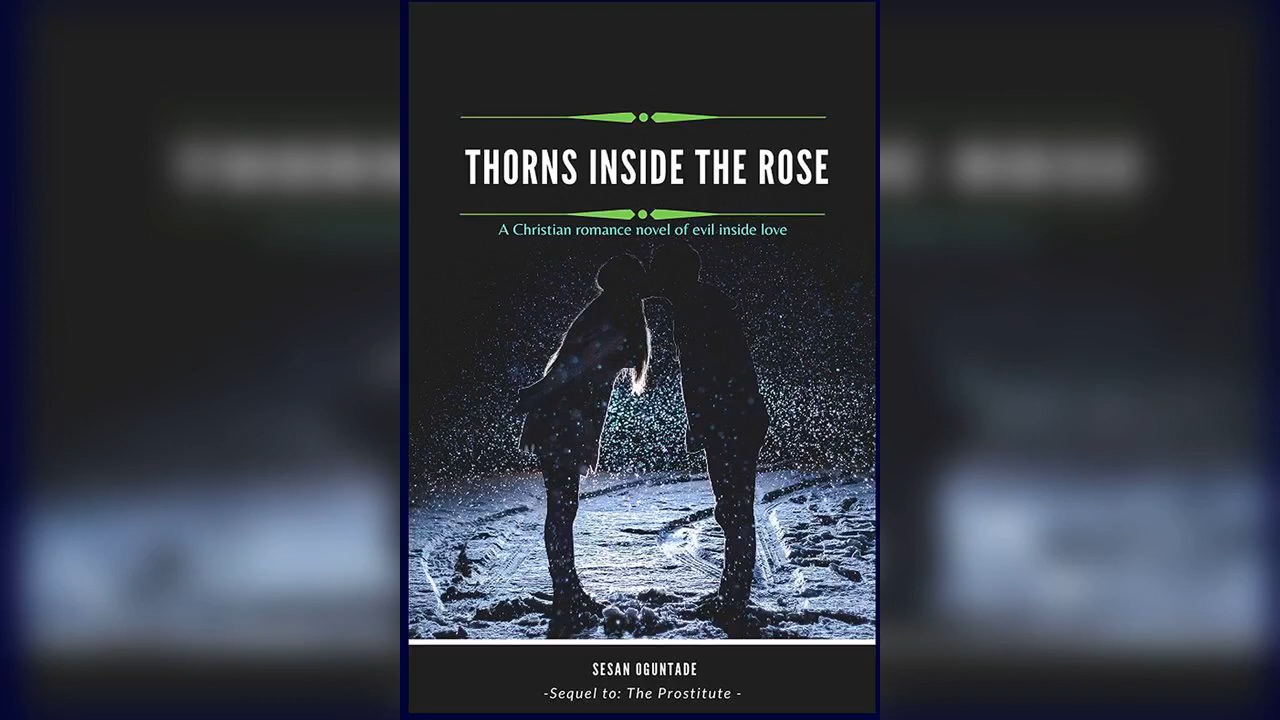 THORNS INSIDE THE ROSE
A Christian romance novel of evil inside love
SESAN OGUNTADE
-Sequel to: The Prostitute -